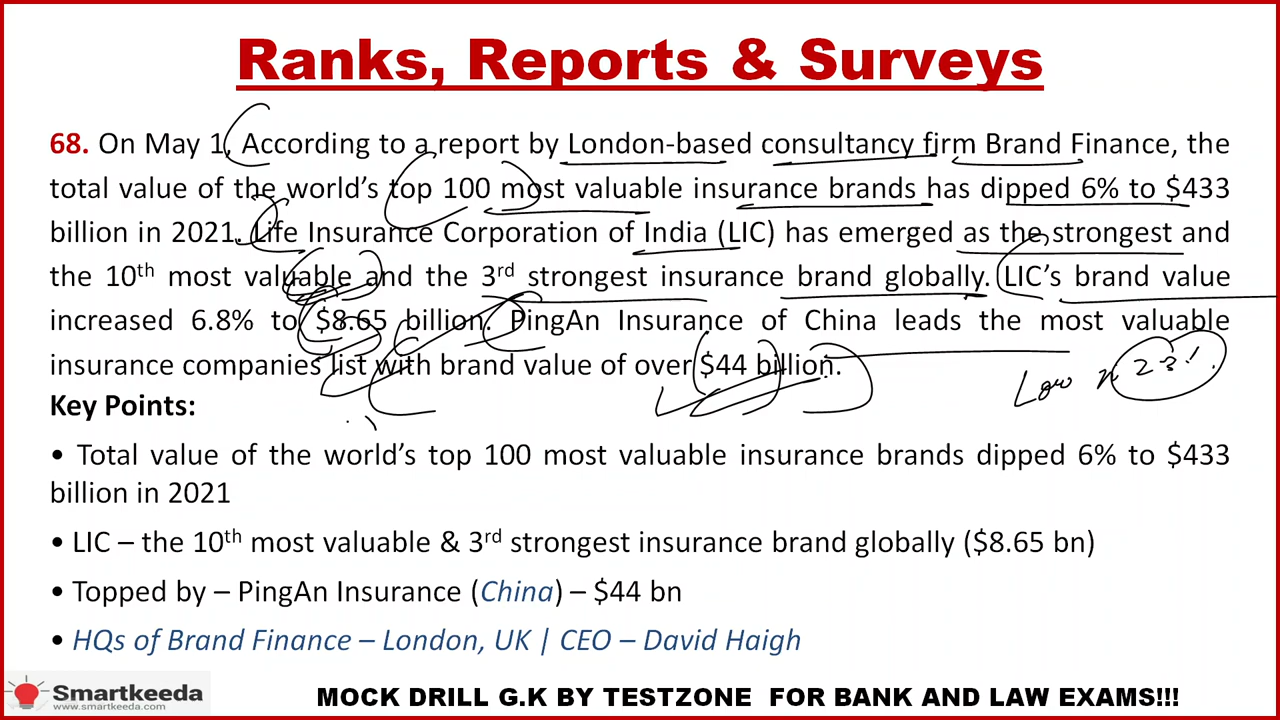 Ranks, Reports & Surveys
68. On May 1, According to a report by London-based consultancy firm Brand Finance, the
total value of the world's top 100 most valuable insurance brands has dipped 6% to $433
billion in 2021. Life Insurance Corporation of India (LIC) has emerged as the strongest and
the 10th most valuable and the 3rd strongest insurance brand globally. LIC's brand value
increased 6.8% to $8.65 billion. PingAn Insurance of China leads the most valuable
insurance companies list with brand value of over $44 billion.
Key Points:
• Total value of the world's top 100 most valuable insurance brands dipped 6% to $433
billion in 2021
• LIC – the 10th most valuable & 3rd strongest insurance brand globally ($8.65 bn)
• Topped by – PingAn Insurance (China) – $44 bn
• HQs of Brand Finance – London, UK | CEO – David Haigh
Smartkeeda
www.smartkeeda.com
MOCK DRILL G.K BY TESTZONE FOR BANK AND LAW EXAMS!!!